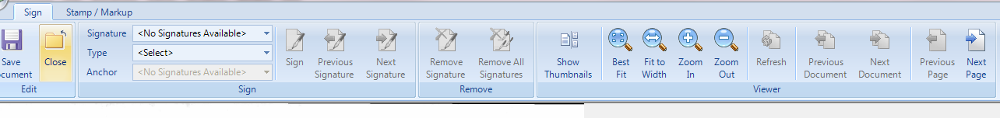 Sign Stamp / Markup
Save
ocument
Close
Edit
Signature <No Signatures Available>
Type <Select>
Anchor <No Signatures Available>
Sign
Previous
Signature
Next
Signature
Sign
Remove
Signature
Remove All
Signatures
Remove
Show
Thumbnails
Best
Fit
Fit to
Width
Zoom
In
Zoom
Out
Refresh
Previous
Document
Next
Document
Previous
Page
Next
Page
Viewer